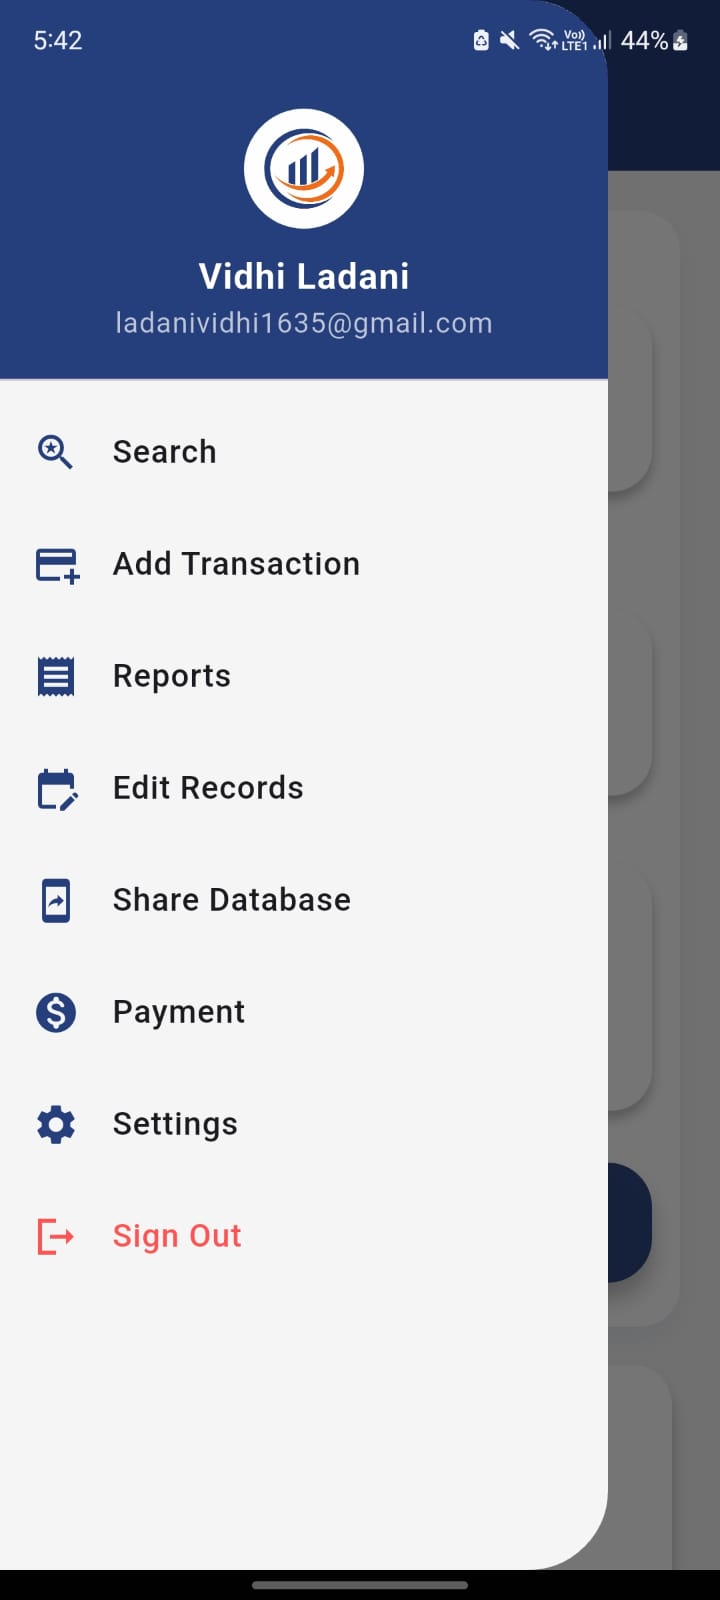 5:42
Vo)) LTE1 44%
Vidhi Ladani
ladanividhi1635@gmail.com
Search
Add Transaction
Reports
Edit Records
Share Database
Payment
Settings
Sign Out